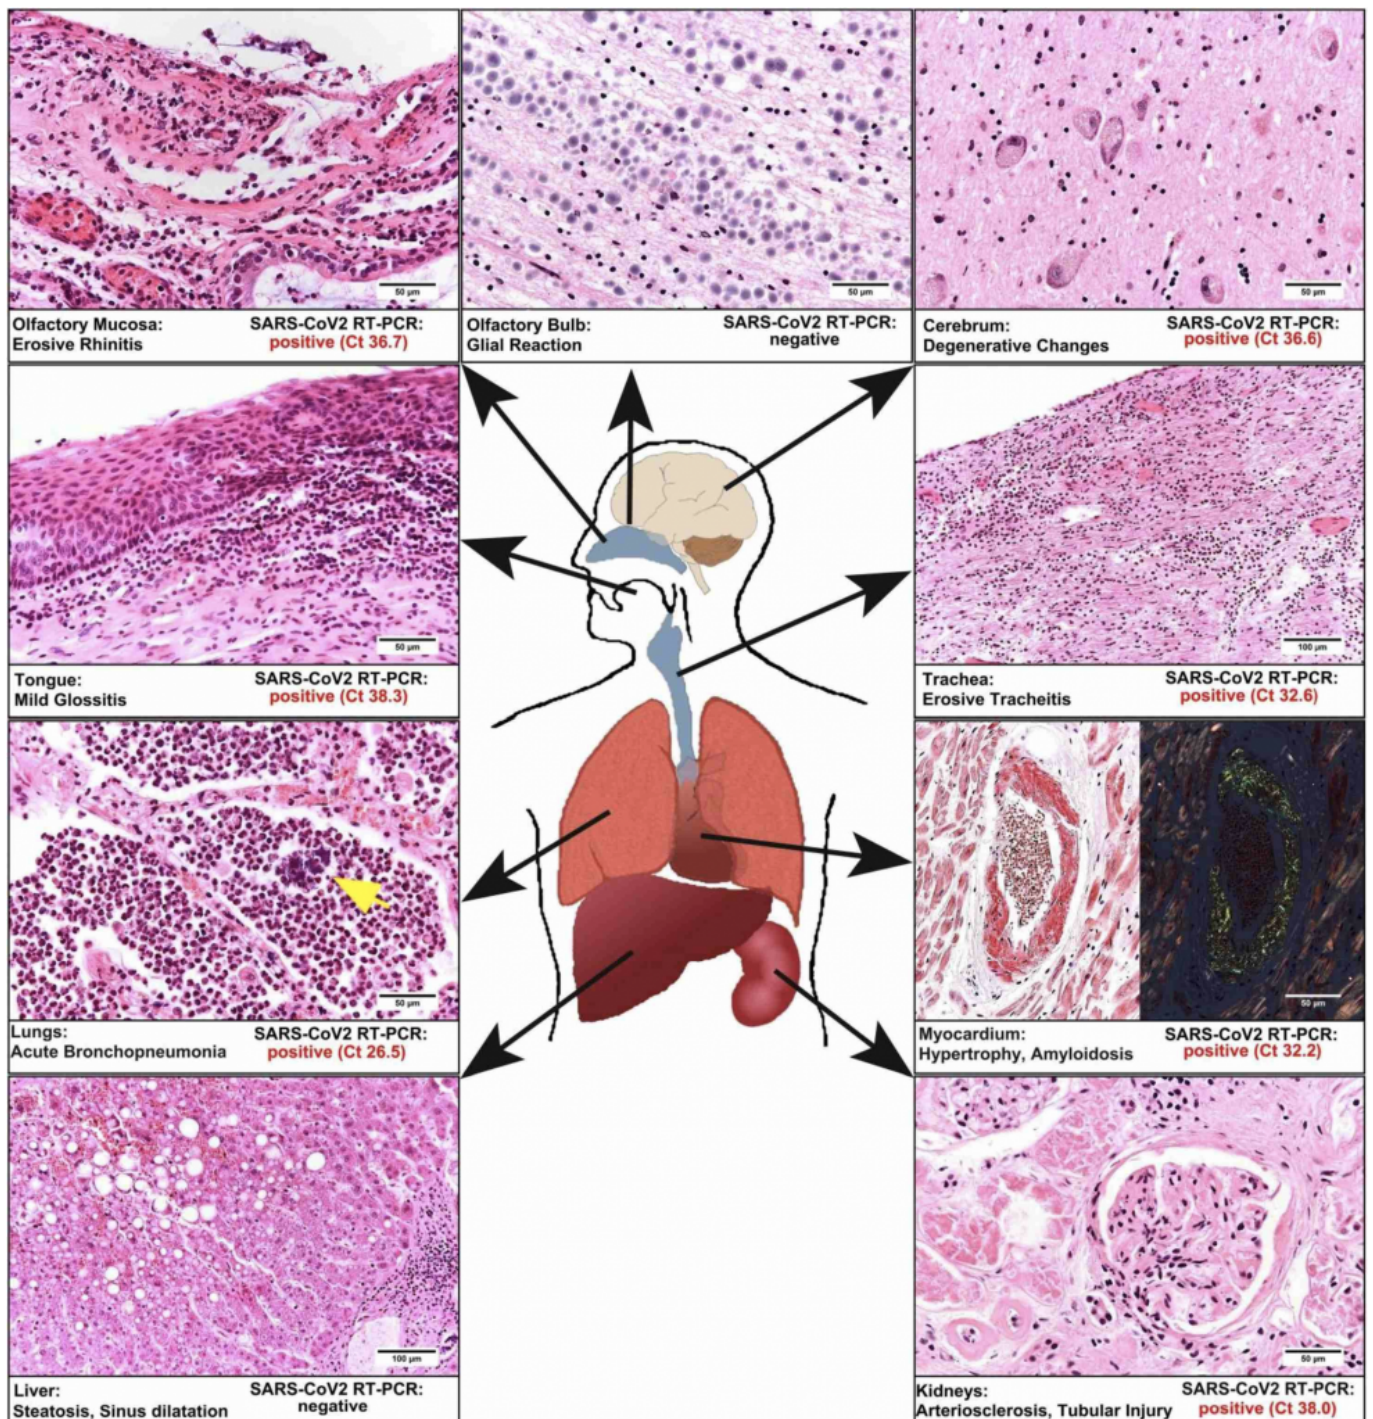 50 µm
50 µm
50 µm
Olfactory Mucosa:
Erosive Rhinitis
SARS-CoV2 RT-PCR:
positive (Ct 36.7)
Olfactory Bulb:
Glial Reaction
SARS-CoV2 RT-PCR:
negative
Cerebrum:
Degenerative Changes
SARS-CoV2 RT-PCR:
positive (Ct 36.6)
50 µm
100 µm
Tongue:
Mild Glossitis
SARS-CoV2 RT-PCR:
positive (Ct 38.3)
Trachea:
Erosive Tracheitis
SARS-CoV2 RT-PCR:
positive (Ct 32.6)
50 µm
50 µm
Lungs:
Acute Bronchopneumonia
SARS-CoV2 RT-PCR:
positive (Ct 26.5)
Myocardium:
Hypertrophy, Amyloidosis
SARS-CoV2 RT-PCR:
positive (Ct 32.2)
100 µm
50 µm
Liver:
Steatosis, Sinus dilatation
SARS-CoV2 RT-PCR:
negative
Kidneys:
Arteriosclerosis, Tubular Injury
SARS-CoV2 RT-PCR:
positive (Ct 38.0)